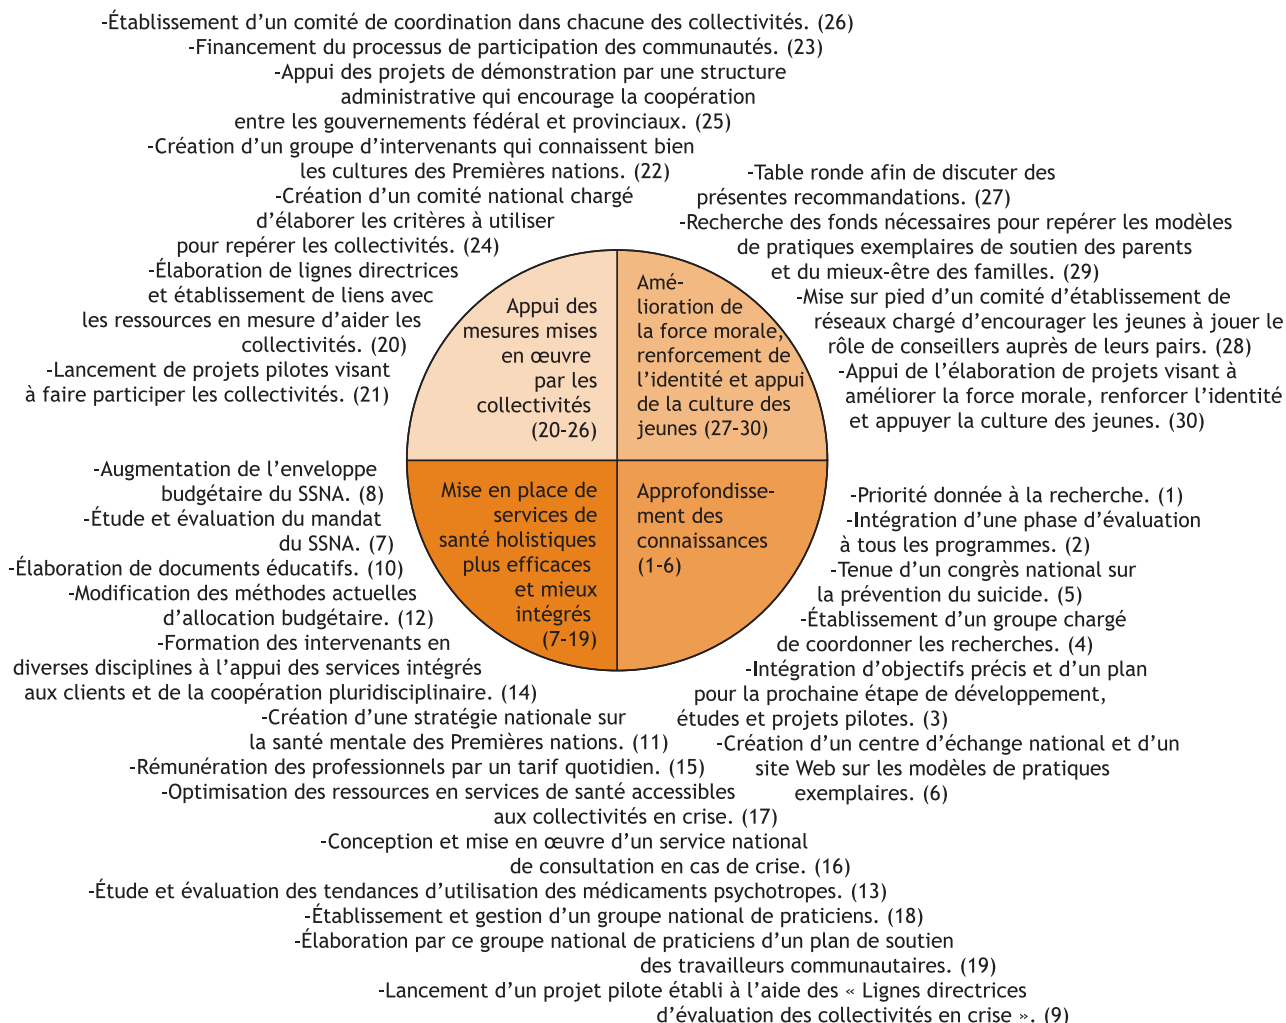 -Établissement d’un comité de coordination dans chacune des collectivités. (26)
-Financement du processus de participation des communautés. (23)
-Appui des projets de démonstration par une structure
administrative qui encourage la coopération
entre les gouvernements fédéral et provinciaux. (25)
-Création d’un groupe d’intervenants qui connaissent bien
les cultures des Premières nations. (22)
-Création d’un comité national chargé
d’élaborer les critères à utiliser
pour repérer les collectivités. (24)
-Élaboration de lignes directrices
et établissement de liens avec
les ressources en mesure d’aider les
collectivités. (20)
-Lancement de projets pilotes visant
à faire participer les collectivités. (21)
-Table ronde afin de discuter des
présentes recommandations. (27)
-Recherche des fonds nécessaires pour repérer les modèles
de pratiques exemplaires de soutien des parents
et du mieux-être des familles. (29)
-Mise sur pied d’un comité d’établissement de
réseaux chargé d’encourager les jeunes à jouer le
rôle de conseillers auprès de leurs pairs. (28)
-Appui de l’élaboration de projets visant à
améliorer la force morale, renforcer l’identité
et appuyer la culture des jeunes. (30)
Appui des
mesures mises
en œuvre
par les
collectivités
(20-26)
Amé-
lioration de
la force morale,
renforcement de
l’identité et appui
de la culture des
jeunes (27-30)
Mise en place de
services de
santé holistiques
plus efficaces
et mieux
intégrés
(7-19)
Approfondisse-
ment des
connaissances
(1-6)
-Augmentation de l’enveloppe
budgétaire du SSNA. (8)
-Étude et évaluation du mandat
du SSNA. (7)
-Élaboration de documents éducatifs. (10)
-Modification des méthodes actuelles
d’allocation budgétaire. (12)
-Formation des intervenants en
diverses disciplines à l’appui des services intégrés
aux clients et de la coopération pluridisciplinaire. (14)
-Création d’une stratégie nationale sur
la santé mentale des Premières nations. (11)
-Rémunération des professionnels par un tarif quotidien. (15)
-Optimisation des ressources en services de santé accessibles
aux collectivités en crise. (17)
-Conception et mise en œuvre d’un service national
de consultation en cas de crise. (16)
-Étude et évaluation des tendances d’utilisation des médicaments psychotropes. (13)
-Établissement et gestion d’un groupe national de praticiens. (18)
-Élaboration par ce groupe national de praticiens d’un plan de soutien
des travailleurs communautaires. (19)
-Lancement d’un projet pilote établi à l’aide des « Lignes directrices
d’évaluation des collectivités en crise ». (9)
-Priorité donnée à la recherche. (1)
-Intégration d’une phase d’évaluation
à tous les programmes. (2)
-Tenue d’un congrès national sur
la prévention du suicide. (5)
-Établissement d’un groupe chargé
de coordonner les recherches. (4)
-Intégration d’objectifs précis et d’un plan
pour la prochaine étape de développement,
études et projets pilotes. (3)
-Création d’un centre d’échange national et d’un
site Web sur les modèles de pratiques
exemplaires. (6)